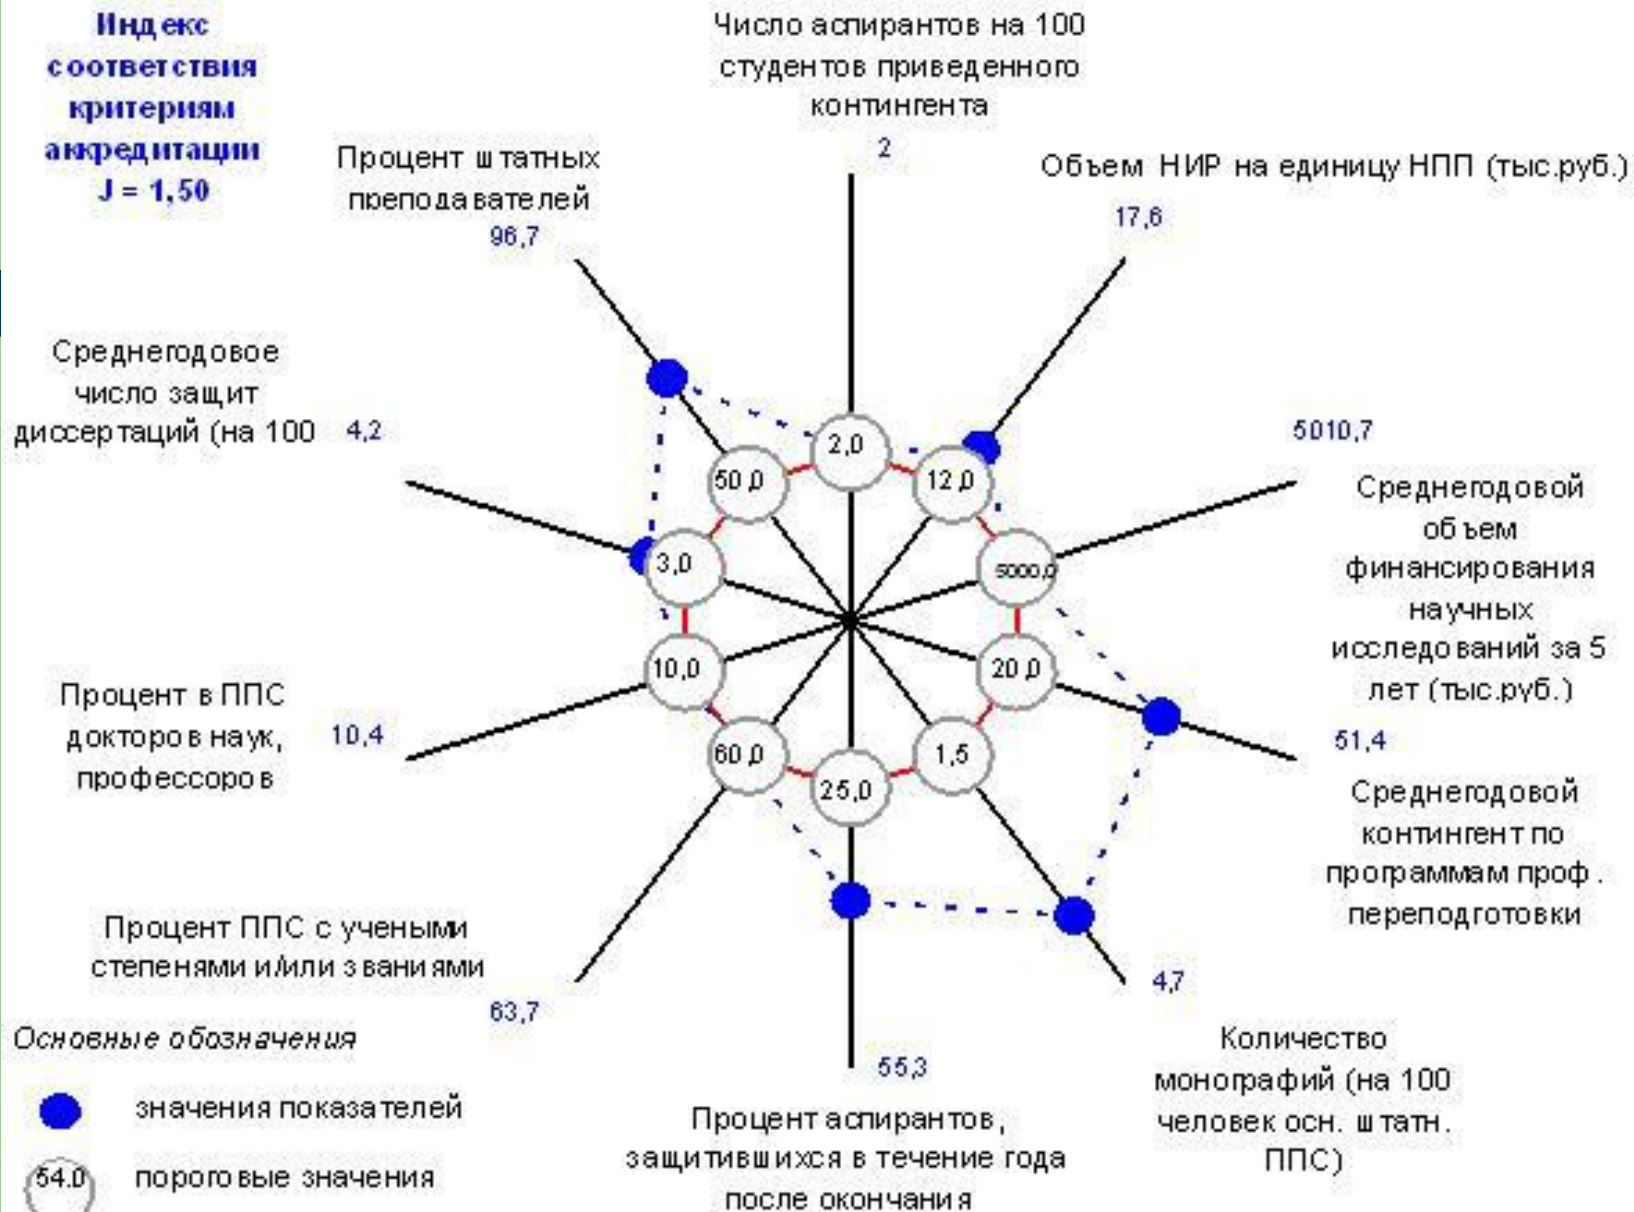 Индекс
соответствия
критериям
аккредитации
J = 1,50
Число аспирантов на 100
студентов приведенного
контингента
2
Процент штатных
преподавателей
96,7
Объем НИР на единицу НПП (тыс.руб.)
17,6
Среднегодовое
число защит
диссертаций (на 100
4,2
5010,7
Среднегодовой
объем
финансирования
научных
исследований за 5
лет (тыс.руб.)
2,0
50,0
12,0
3,0
5000,0
10,0
20,0
60,0
1,5
25,0
Процент в ППС
докторов наук,
профессоров
10,4
51,4
Среднегодовой
контингент по
программам проф.
переподготовки
Процент ППС с учеными
степенями и/или званиями
63,7
4,7
Количество
монографий (на 100
человек осн. штатн.
ППС)
55,3
Процент аспирантов,
защитившихся в течение года
после окончания
Основные обозначения
значения показателей
54.0
пороговые значения